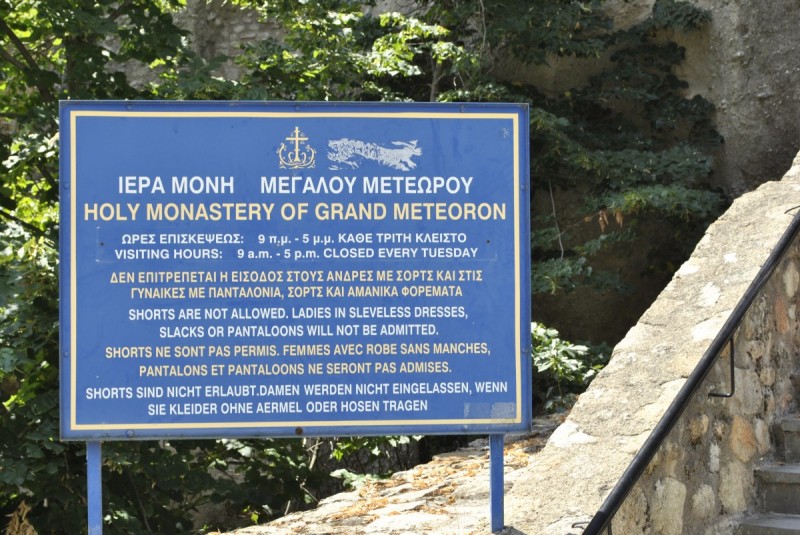 ΙΕΡΑ ΜΟΝΗ ΜΕΓΑΛΟΥ ΜΕΤΕΩΡΟΥ
HOLY MONASTERY OF GRAND METEORON
ΩΡΕΣ ΕΠΙΣΚΕΨΕΩΣ: 9 π.μ. - 5 μ.μ. ΚΑΘΕ ΤΡΙΤΗ ΚΛΕΙΣΤΟ
VISITING HOURS: 9 a.m. - 5 p.m. CLOSED EVERY TUESDAY
ΔΕΝ ΕΠΙΤΡΕΠΕΤΑΙ Η ΕΙΣΟΔΟΣ ΣΤΟΥΣ ΑΝΔΡΕΣ ΜΕ ΣΟΡΤΣ ΚΑΙ ΣΤΙΣ
ΓΥΝΑΙΚΕΣ ΜΕ ΠΑΝΤΑΛΟΝΙΑ, ΣΟΡΤΣ ΚΑΙ ΑΜΑΝΙΚΑ ΦΟΡΕΜΑΤΑ
SHORTS ARE NOT ALLOWED. LADIES IN SLEVELESS DRESSES,
SLACKS OR PANTALOONS WILL NOT BE ADMITTED.
SHORTS NE SONT PAS PERMIS. FEMMES AVEC ROBE SANS MANCHES,
PANTALONS ET PANTALOONS NE SERONT PAS ADMISES.
SHORTS SIND NICHT ERLAUBT.DAMEN WERDEN NICHT EINGELASSEN, WENN
SIE KLEIDER OHNE AERMEL ODER HOSEN TRAGEN